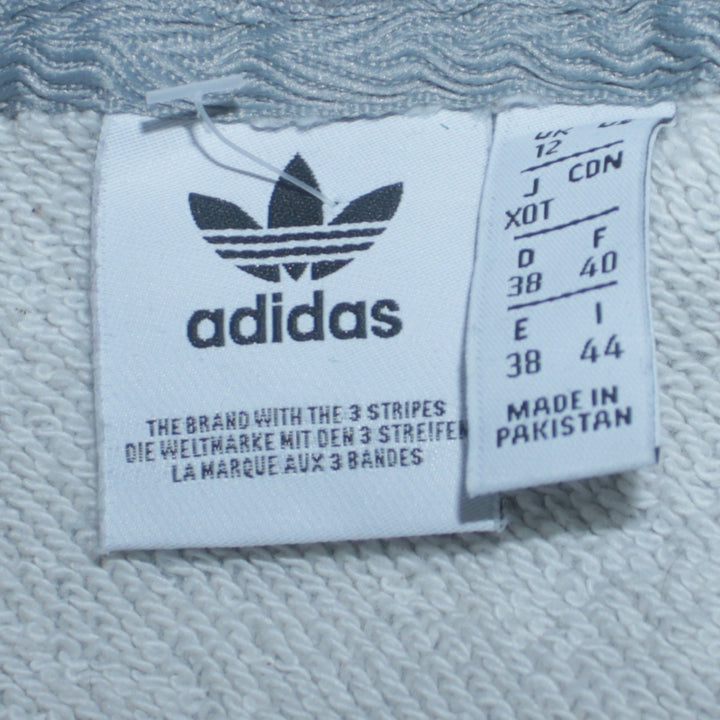 adidas
THE BRAND WITH THE 3 STRIPES
DIE WELTMARKE MIT DEN 3 STREIFEN
LA MARQUE AUX 3 BANDES
12
J CDN
XOT
D F
38 40
E I
38 44
MADE IN
PAKISTAN